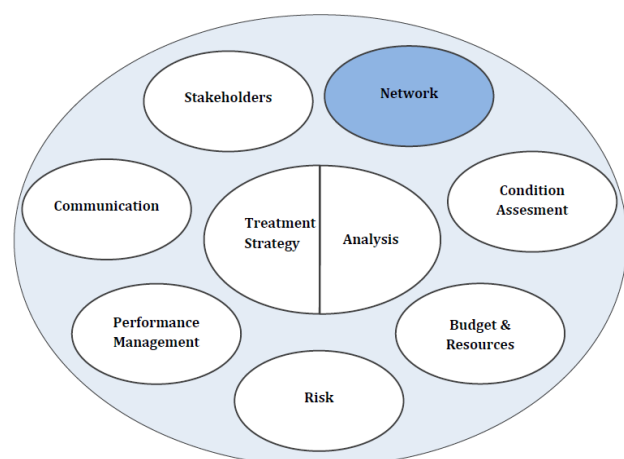 Stakeholders
Network
Communication
Condition
Assesment
Treatment
Strategy
Analysis
Performance
Management
Budget &
Resources
Risk